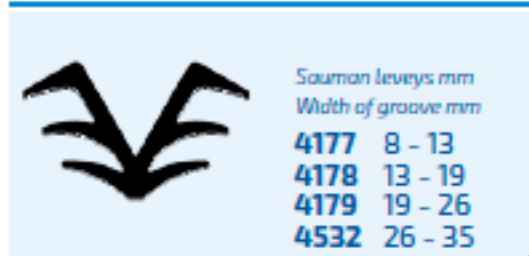 Sauman leveys mm
Width of groove mm
4177 8 - 13
4178 13 - 19
4179 19 - 26
4532 26 - 35